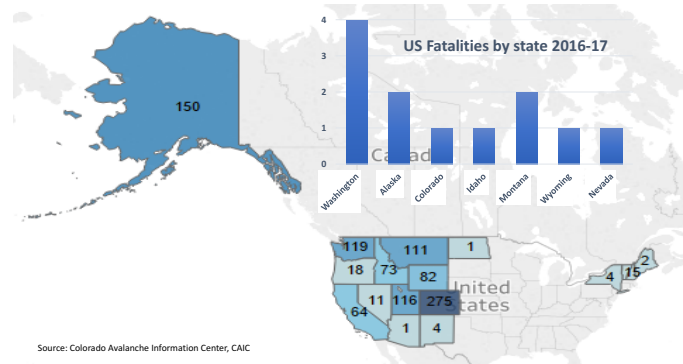 4
US Fatalities by state 2016-17
3
2
1
0
Washington
Alaska
Colorado
Idaho
Montana
Wyoming
Nevada
150
Canad
119
111
1
18
73
82
2
4
15
64
11
116
275
United
States
1
4
Source: Colorado Avalanche Information Center, CAIC